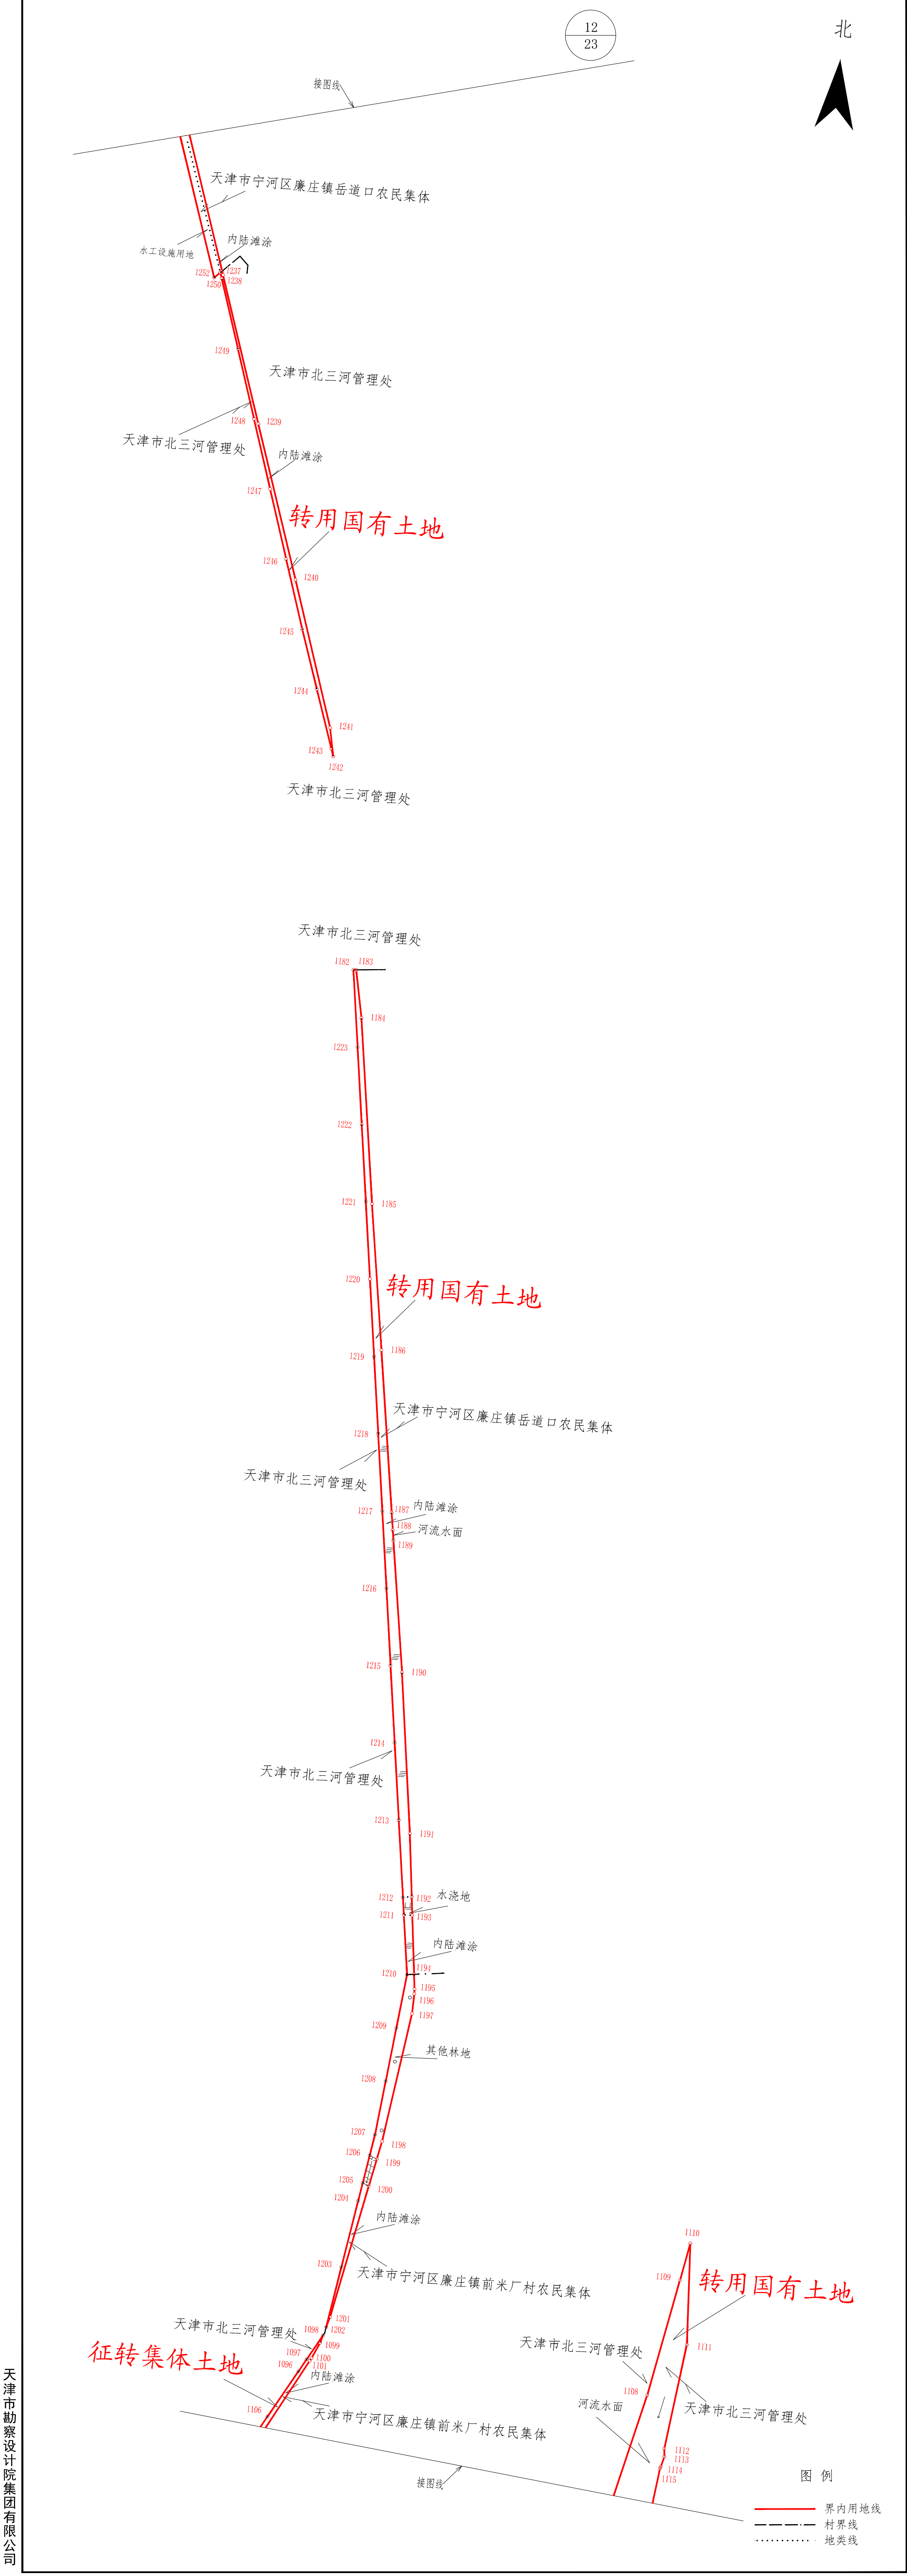 12
23
北
接图线
天津市宁河区廉庄镇岳道口农民集体
内陆滩涂
水工设施用地
1252
1237
1250
1238
1249
天津市北三河管理处
1248
1239
天津市北三河管理处
内陆滩涂
1247
转用国有土地
1246
1240
1245
1244
1241
1243
1242
天津市北三河管理处
天津市北三河管理处
1182
1183
1184
1223
1222
1221
1185
1220
转用国有土地
1219
1186
天津市宁河区廉庄镇岳道口农民集体
1218
天津市北三河管理处
1217
1187
内陆滩涂
1188
河流水面
1189
1216
1215
1190
1214
天津市北三河管理处
1213
1191
1212
1192
水浇地
1211
1193
内陆滩涂
1210
1194
1195
1196
1197
1209
其他林地
1208
1207
1198
1206
1199
1205
1200
1204
内陆滩涂
1203
天津市宁河区廉庄镇前米厂村农民集体
1201
天津市北三河管理处
1098
1202
1099
征转集体土地
1097
1100
1096
1101
内陆滩涂
1106
天津市宁河区廉庄镇前米厂村农民集体
接图线
1110
1109
转用国有土地
1111
天津市北三河管理处
1108
河流水面
天津市北三河管理处
1112
1113
1114
1115
图 例
界内用地线
村界线
地类线
天津市勘察设计院集团有限公司